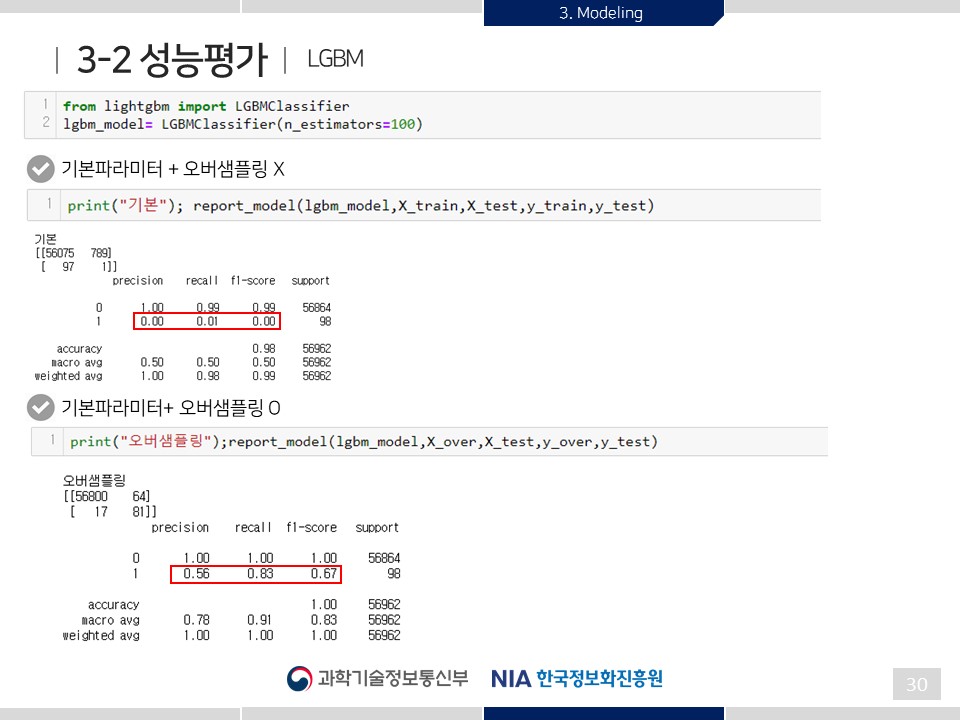 3. Modeling
3-2 성능평가 LGBM
1 from lightgbm import LGBMClassifier
2 lgbm_model= LGBMClassifier(n_estimators=100)
기본파라미터 + 오버샘플링 X
1 print("기본"); report_model(lgbm_model,X_train,X_test,y_train,y_test)
기본
[[56075 789]
[ 97 1]]
precision recall f1-score support
0 1.00 0.99 0.99 56864
1 0.00 0.01 0.00 98
accuracy 0.98 56962
macro avg 0.50 0.50 0.50 56962
weighted avg 1.00 0.98 0.99 56962
기본파라미터+ 오버샘플링 O
1 print("오버샘플링");report_model(lgbm_model,X_over,X_test,y_over,y_test)
오버샘플링
[[56800 64]
[ 17 81]]
precision recall f1-score support
0 1.00 1.00 1.00 56864
1 0.56 0.83 0.67 98
accuracy 1.00 56962
macro avg 0.78 0.91 0.83 56962
weighted avg 1.00 1.00 1.00 56962
과학기술정보통신부 NIA 한국정보화진흥원
30